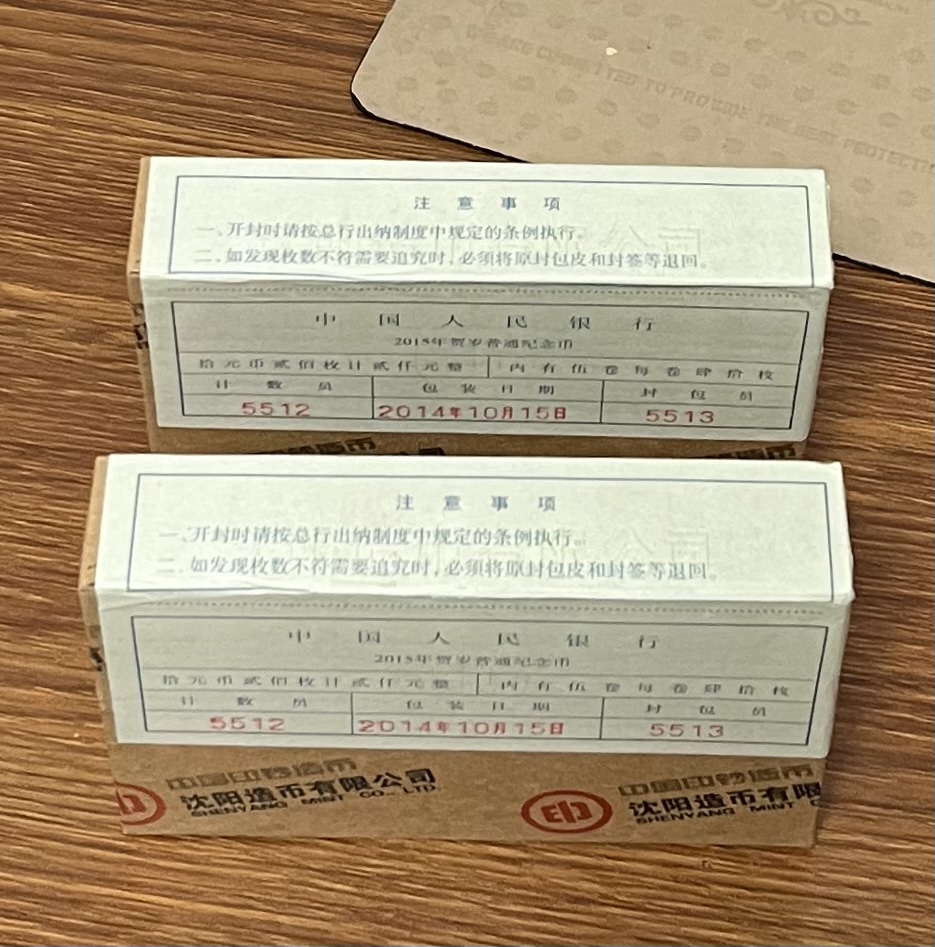 COMMITTED TO PROVIDE THE BEST PROTECTIO
注意事项
一、开封时请按总行出纳制度中规定的条例执行。
二、如发现枚数不符需要追究时，必须将原封包皮和封签等退回。
中国人民银行
2015年贺岁普通纪念币
拾元币贰佰枚计贰仟元整 内有伍卷每卷肆拾枚
计数员 包装日期 封包员
5512 2014年10月15日 5513
注意事项
一、开封时请按总行出纳制度中规定的条例执行。
二、如发现枚数不符需要追究时，必须将原封包皮和封签等退回。
中国人民银行
2015年贺岁普通纪念币
拾元币贰佰枚计贰仟元整 内有伍卷每卷肆拾枚
计数员 包装日期 封包员
5512 2014年10月15日 5513
中国印钞造币 中国印钞造币
沈阳造币有限公司 沈阳造币有限
SHENYANG MINT CO., LTD. SHENYANG MINT C